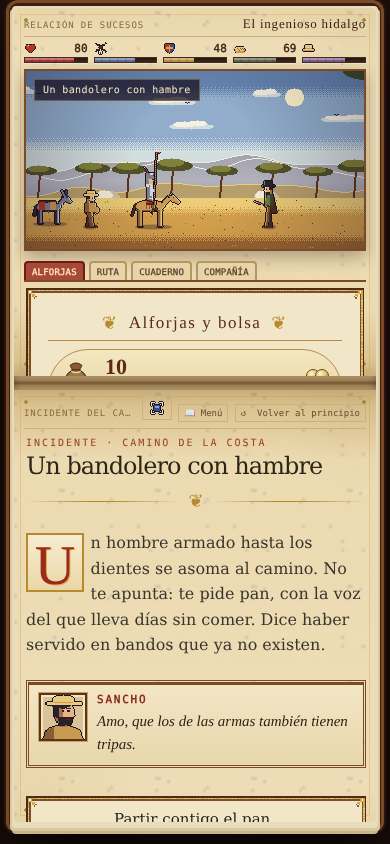 RELACIÓN DE SUCESOS
El ingenioso hidalgo
80
48
69
Un bandolero con hambre
ALFORJAS
RUTA
CUADERNO
COMPAÑÍA
Alforjas y bolsa
10
INCIDENTE DEL CA…
Menú
↺ Volver al principio
INCIDENTE · CAMINO DE LA COSTA
Un bandolero con hambre
Un hombre armado hasta los
dientes se asoma al camino. No
te apunta: te pide pan, con la voz
del que lleva días sin comer. Dice haber
servido en bandos que ya no existen.
SANCHO
Amo, que los de las armas también tienen
tripas.
Partir contigo el pan